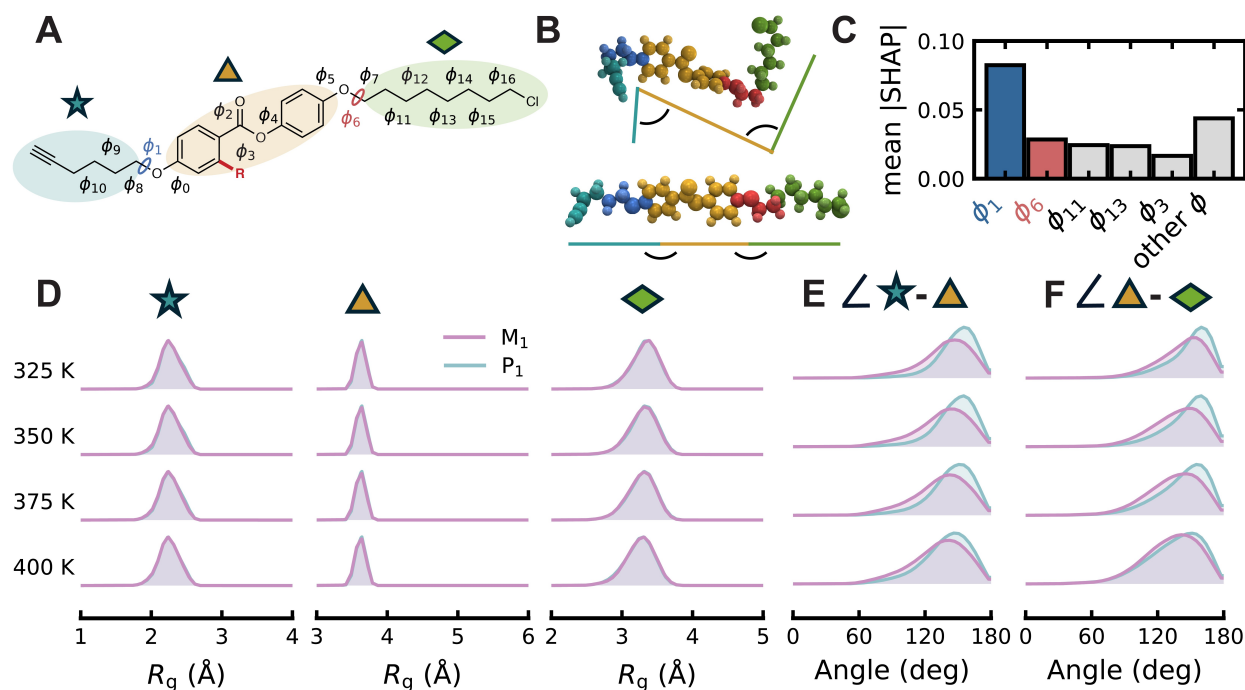 A
B
C
ϕ5 ϕ7 ϕ12 ϕ14 ϕ16
O
ϕ2 O ϕ4 O Cl
ϕ6 ϕ11 ϕ13 ϕ15
ϕ9 ϕ1 O
ϕ3
ϕ10 ϕ8 O R
ϕ0
mean |SHAP|
0.10
0.05
0.00
ϕ1 ϕ6 ϕ11 ϕ13 ϕ3 other ϕ
D
E ∠ -
F ∠ -
M1
P1
325 K
350 K
375 K
400 K
1 2 3 4
3 4 5 6
2 3 4 5
0 60 120 180
0 60 120 180
Rg (Å)
Rg (Å)
Rg (Å)
Angle (deg)
Angle (deg)